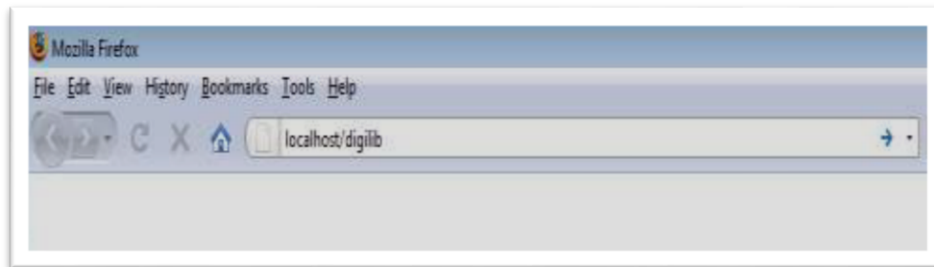 Mozilla Firefox
File Edit View History Bookmarks Tools Help
localhost/digilib